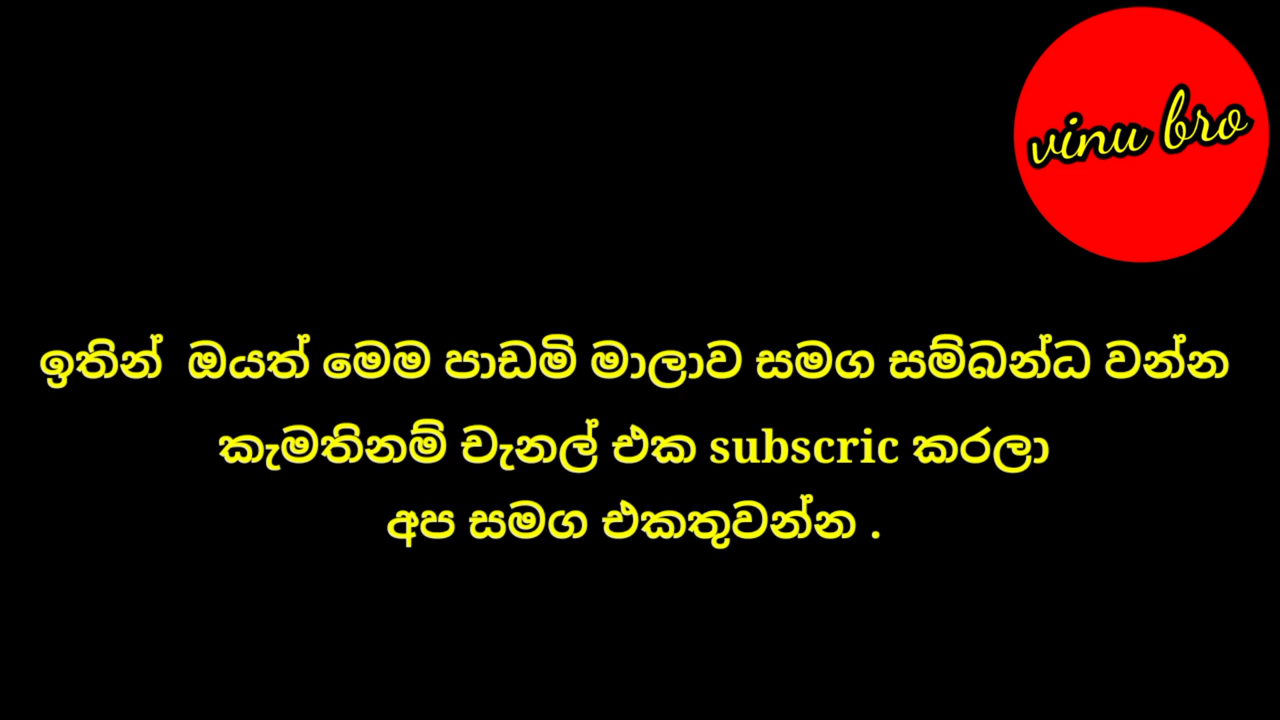 vinu bro
ඉතින් ඔයත් මෙම පාඩම් මාලාව සමග සම්බන්ධ වන්න
කැමතිනම් චැනල් එක subscric කරලා
අප සමග එකතුවන්න .